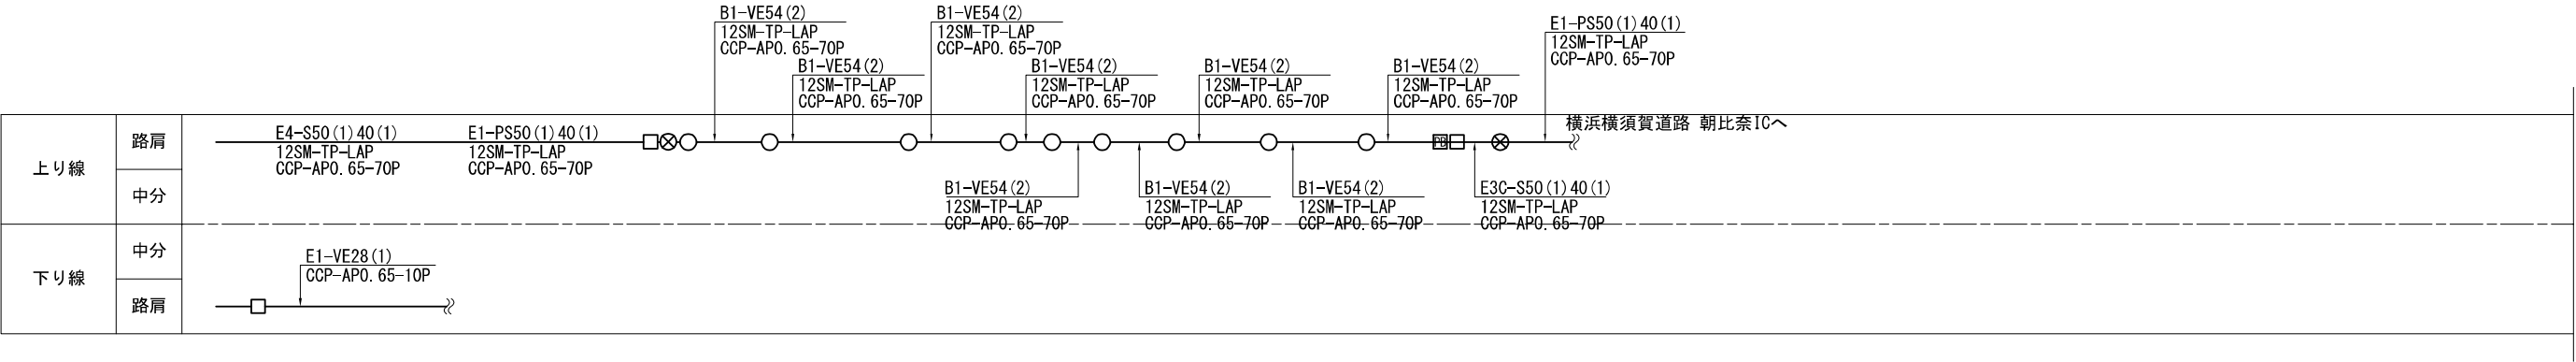 B1-VE54(2)
12SM-TP-LAP
CCP-AP0.65-70P
B1-VE54(2)
12SM-TP-LAP
CCP-AP0.65-70P
E1-PS50(1)40(1)
12SM-TP-LAP
CCP-AP0.65-70P
B1-VE54(2)
12SM-TP-LAP
CCP-AP0.65-70P
B1-VE54(2)
12SM-TP-LAP
CCP-AP0.65-70P
B1-VE54(2)
12SM-TP-LAP
CCP-AP0.65-70P
B1-VE54(2)
12SM-TP-LAP
CCP-AP0.65-70P
上り線
路肩
E4-S50(1)40(1)
12SM-TP-LAP
CCP-AP0.65-70P
E1-PS50(1)40(1)
12SM-TP-LAP
CCP-AP0.65-70P
PB
横浜横須賀道路 朝比奈ICへ
中分
B1-VE54(2)
12SM-TP-LAP
CCP-AP0.65-70P
B1-VE54(2)
12SM-TP-LAP
CCP-AP0.65-70P
B1-VE54(2)
12SM-TP-LAP
CCP-AP0.65-70P
E3C-S50(1)40(1)
12SM-TP-LAP
CCP-AP0.65-70P
下り線
中分
E1-VE28(1)
CCP-AP0.65-10P
路肩